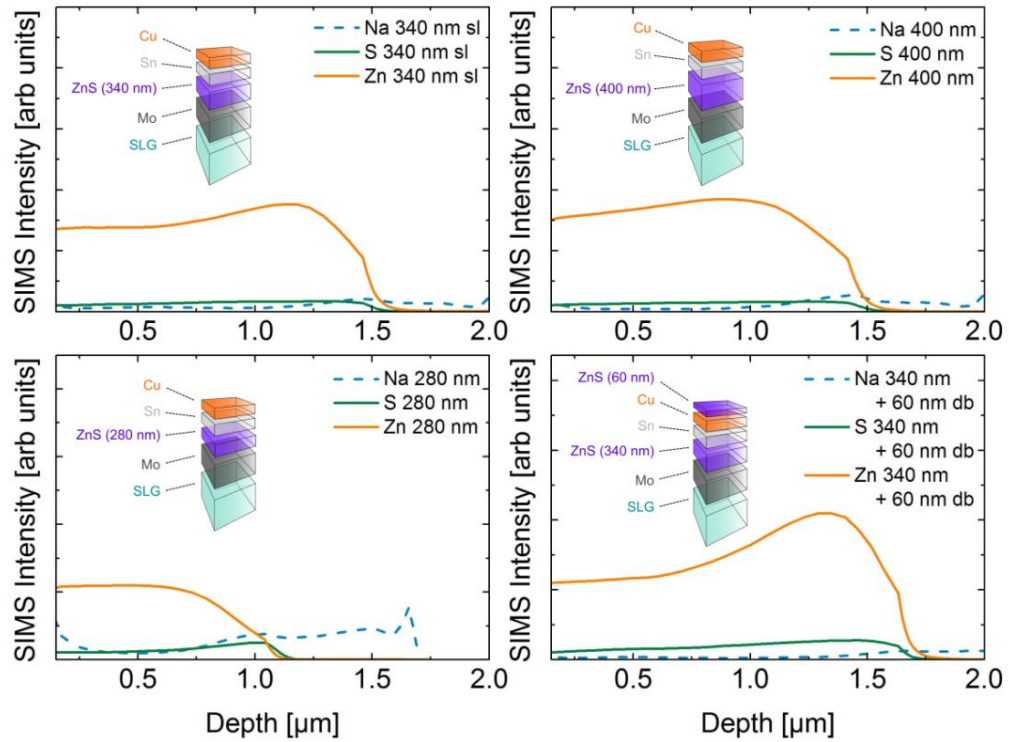 SIMS Intensity [arb units]
Cu
Sn
ZnS (340 nm)
Mo
SLG
Na 340 nm sl
S 340 nm sl
Zn 340 nm sl
0.5 1.0 1.5 2.0
SIMS Intensity [arb units]
Cu
Sn
ZnS (400 nm)
Mo
SLG
Na 400 nm
S 400 nm
Zn 400 nm
0.5 1.0 1.5 2.0
SIMS Intensity [arb units]
Cu
Sn
ZnS (280 nm)
Mo
SLG
Na 280 nm
S 280 nm
Zn 280 nm
0.5 1.0 1.5 2.0
Depth [µm]
SIMS Intensity [arb units]
ZnS (60 nm)
Cu
Sn
ZnS (340 nm)
Mo
SLG
Na 340 nm
+ 60 nm db
S 340 nm
+ 60 nm db
Zn 340 nm
+ 60 nm db
0.5 1.0 1.5 2.0
Depth [µm]